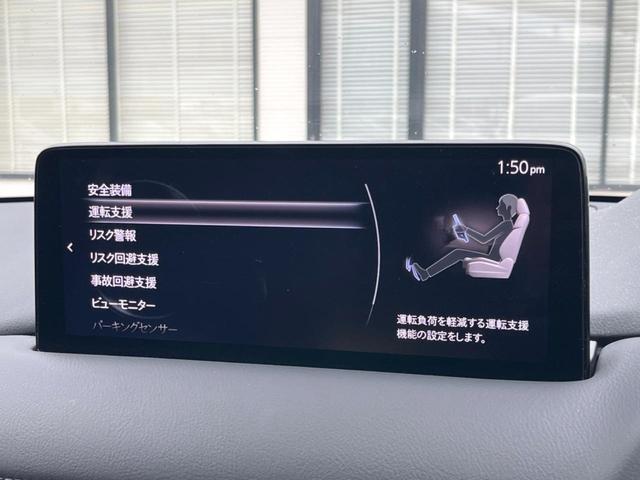 1:50pm
安全装備
運転支援
リスク警報
リスク回避支援
事故回避支援
ビューモニター
パーキングセンサー
運転負荷を軽減する運転支援
機能の設定をします。